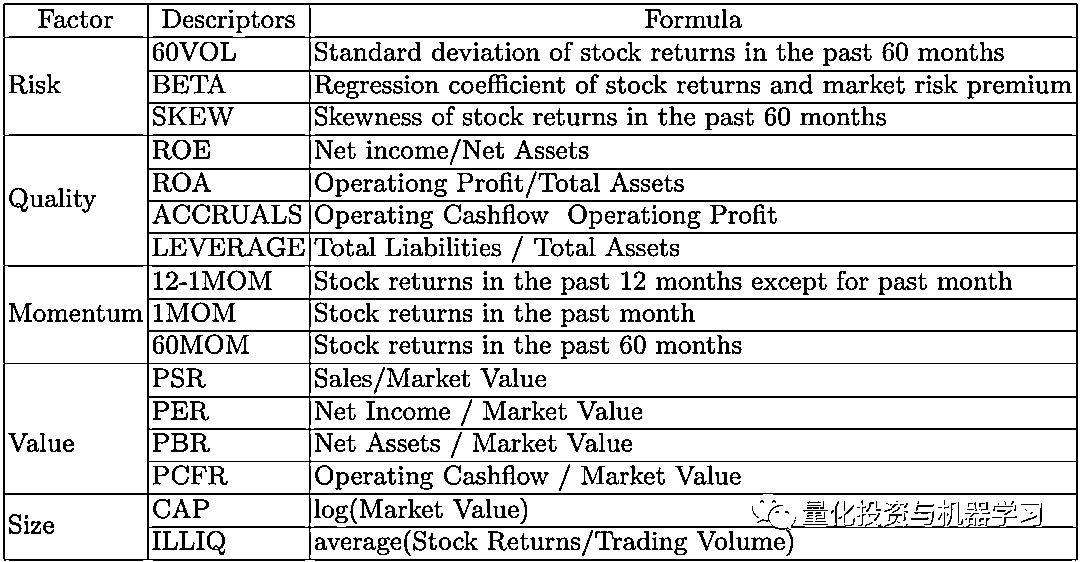 Factor Descriptors Formula
Risk
60VOL Standard deviation of stock returns in the past 60 months
BETA Regression coefficient of stock returns and market risk premium
SKEW Skewness of stock returns in the past 60 months
Quality
ROE Net income/Net Assets
ROA Operationg Profit/Total Assets
ACCRUALS Operating Cashflow Operationg Profit
LEVERAGE Total Liabilities / Total Assets
Momentum
12-1MOM Stock returns in the past 12 months except for past month
1MOM Stock returns in the past month
60MOM Stock returns in the past 60 months
Value
PSR Sales/Market Value
PER Net Income / Market Value
PBR Net Assets / Market Value
PCFR Operating Cashflow / Market Value
Size
CAP log(Market Value)
ILLIQ average(Stock Returns/Trading Volume)
量化投资与机器学习